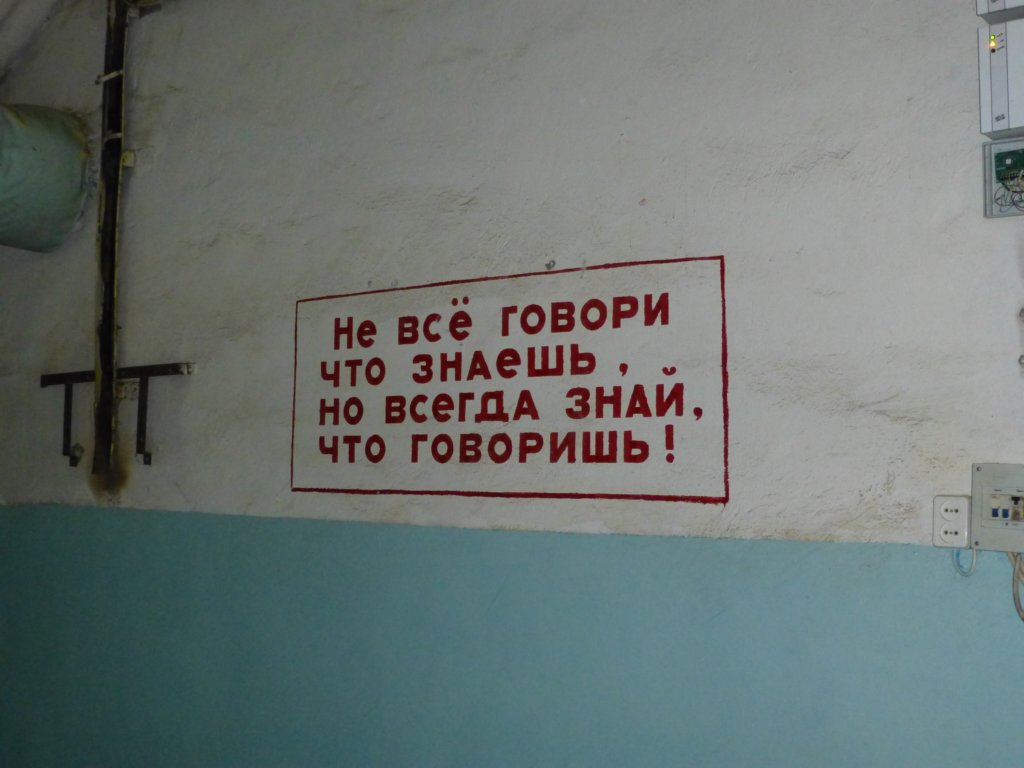 Не всё говори
что знаешь ,
но всегда знай,
что говоришь !